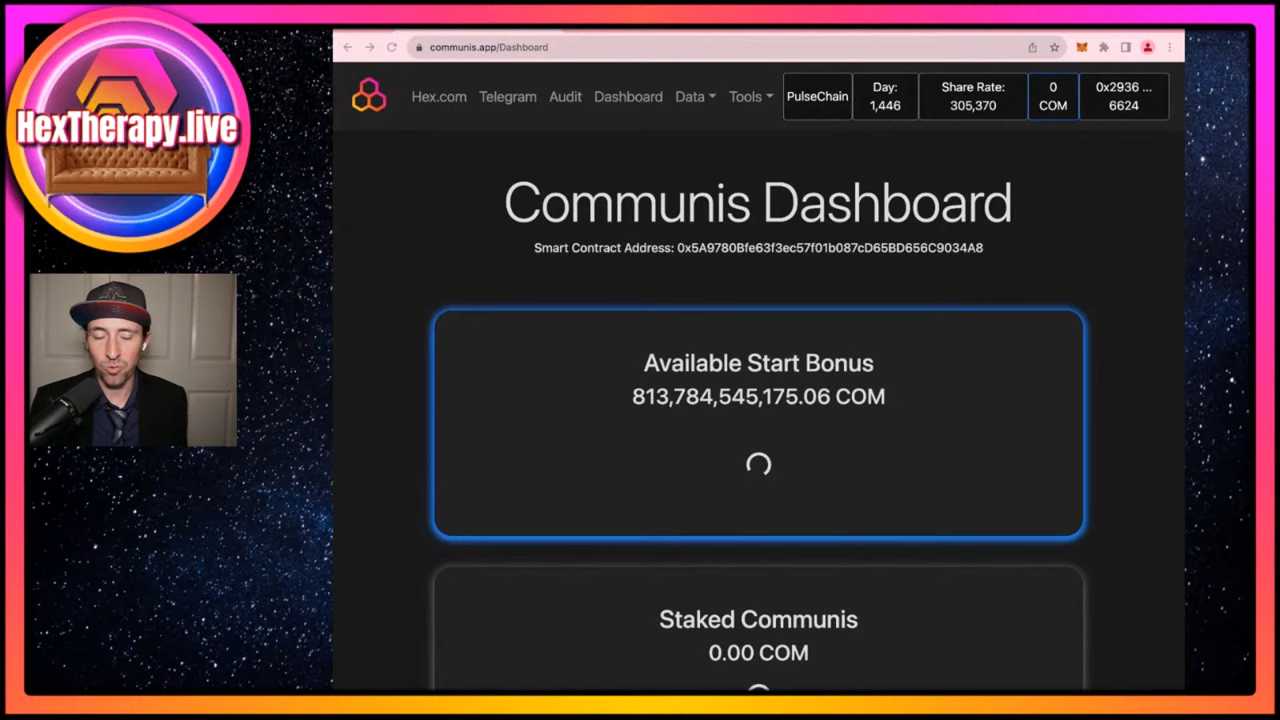 HexTherapy.live
communis.app/Dashboard
Hex.com Telegram Audit Dashboard Data Tools
PulseChain
Day:
1,446
Share Rate:
305,370
0
COM
0x2936 ...
6624
Communis Dashboard
Smart Contract Address: 0x5A9780Bfe63f3ec57f01b087cD65BD656C9034A8
Available Start Bonus
813,784,545,175.06 COM
Staked Communis
0.00 COM